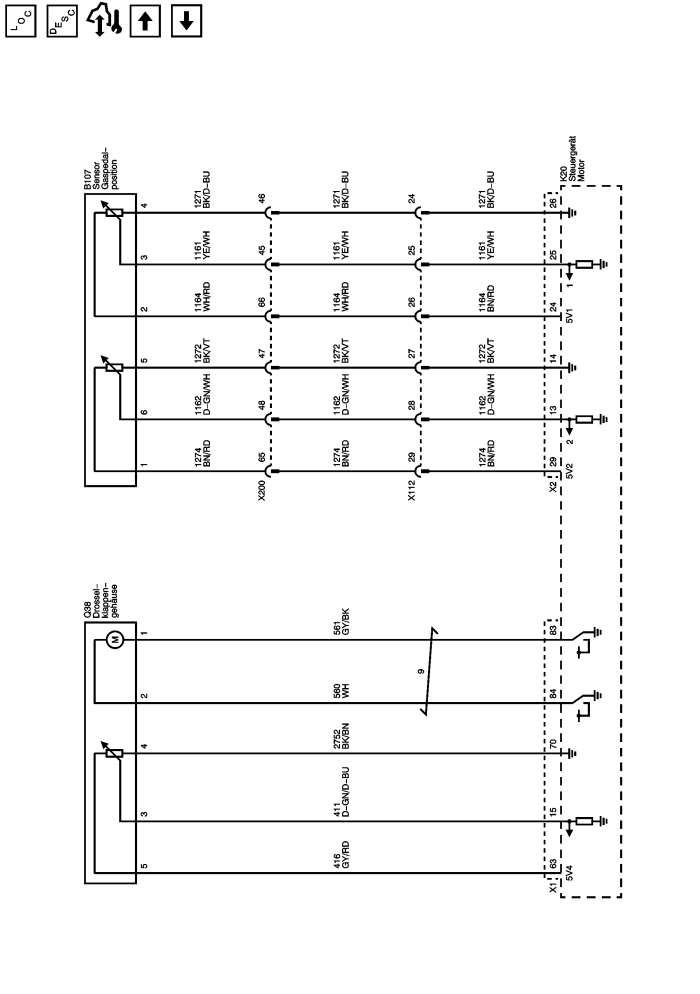 LOC
DESC
B107
Sensor
Gaspedal-
position
4
3
2
5
6
1
1271
BK/D-BU
1161
YE/WH
1164
WH/RD
1272
BK/VT
1162
D-GN/WH
1274
BN/RD
46
45
66
47
48
65
X200
1271
BK/D-BU
1161
YE/WH
1164
WH/RD
1272
BK/VT
1162
D-GN/WH
1274
BN/RD
24
25
26
27
28
29
X112
1271
BK/D-BU
1161
YE/WH
1164
BN/RD
1272
BK/VT
1162
D-GN/WH
1274
BN/RD
26
25
24
14
13
29
X2
K20
Steuergerät
Motor
1
5V1
2
5V2
Q38
Drossel-
klappen-
gehäuse
M
1
2
4
3
5
561
GY/BK
560
WH
2752
BK/BN
411
D-GN/D-BU
416
GY/RD
9
83
84
70
15
63
X1
5V4